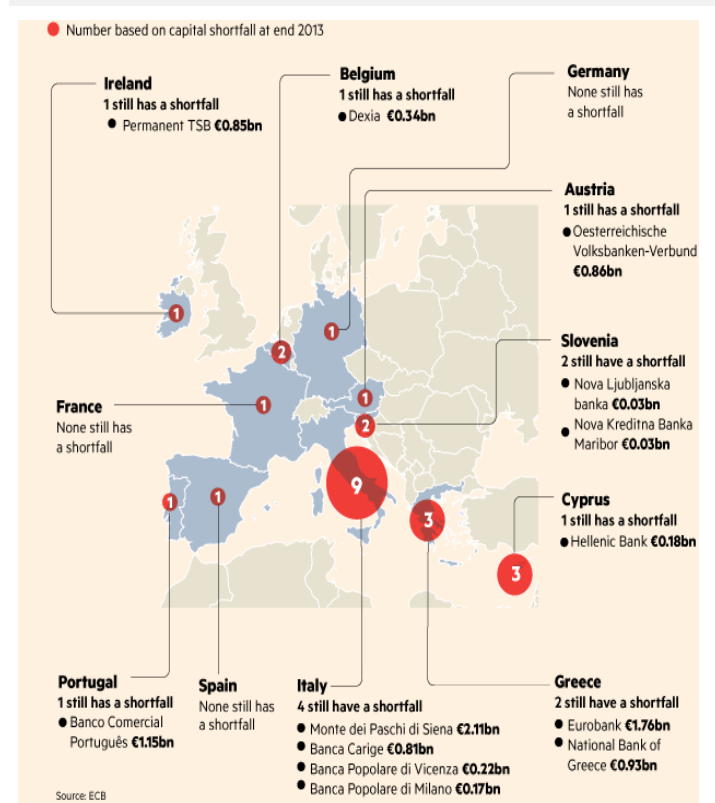 Number based on capital shortfall at end 2013
Ireland
1 still has a shortfall
Permanent TSB €0.85bn
Belgium
1 still has a shortfall
Dexia €0.34bn
Germany
None still has
a shortfall
Austria
1 still has a shortfall
Oesterreichische
Volksbanken-Verbund
€0.86bn
1
1
2
Slovenia
2 still have a shortfall
Nova Ljubljanska
banka €0.03bn
Nova Kreditna Banka
Maribor €0.03bn
France
None still has
a shortfall
1
1
2
9
1
1
3
3
Cyprus
1 still has a shortfall
Hellenic Bank €0.18bn
Portugal
1 still has a shortfall
Banco Comercial
Português €1.15bn
Spain
None still has
a shortfall
Italy
4 still have a shortfall
Monte dei Paschi di Siena €2.11bn
Banca Carige €0.81bn
Banca Popolare di Vicenza €0.22bn
Banca Popolare di Milano €0.17bn
Greece
2 still have a shortfall
Eurobank €1.76bn
National Bank of
Greece €0.93bn
Source: ECB